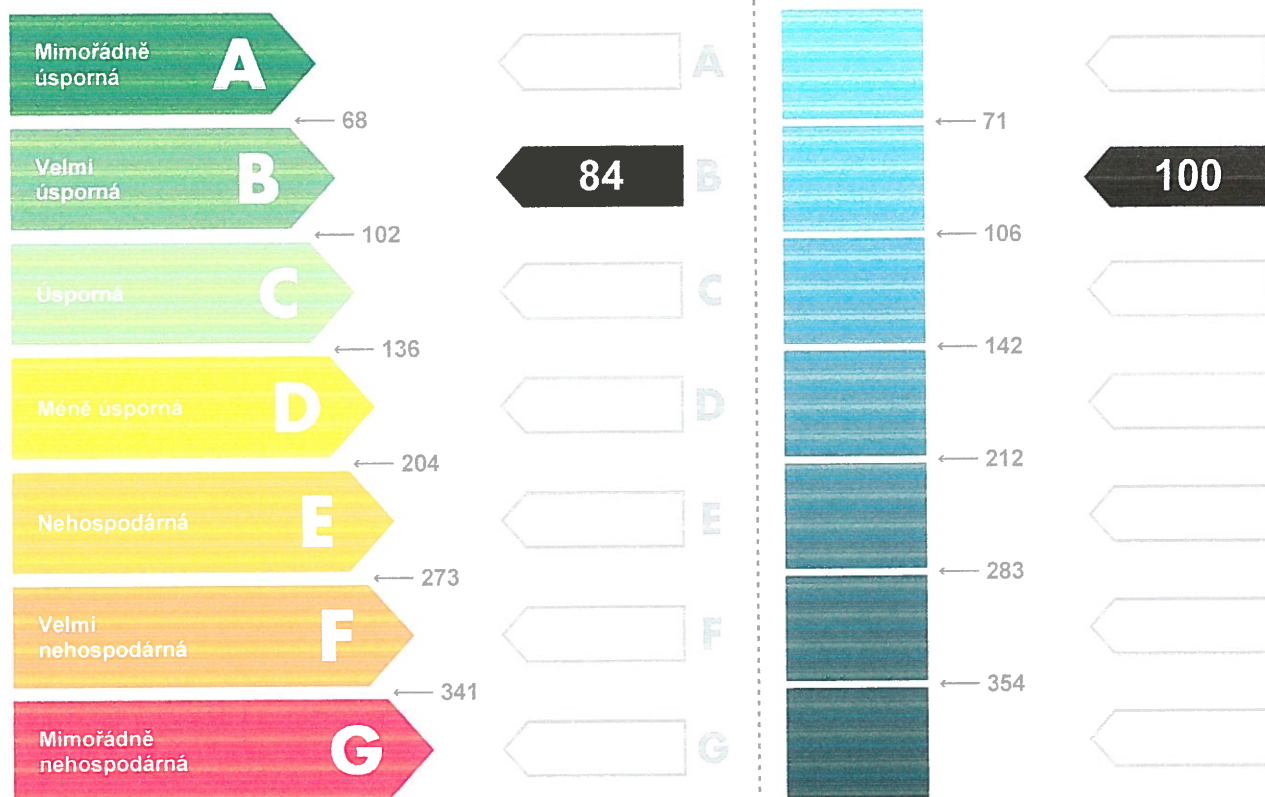 Mimořádně
úsporná
A
A
68
71
Velmi
úsporná
B
84
B
100
102
106
Úsporná
C
C
136
142
Méně úsporná
D
D
204
212
Nehospodárná
E
E
273
283
Velmi
nehospodárná
F
F
341
354
Mimořádně
nehospodárná
G
G